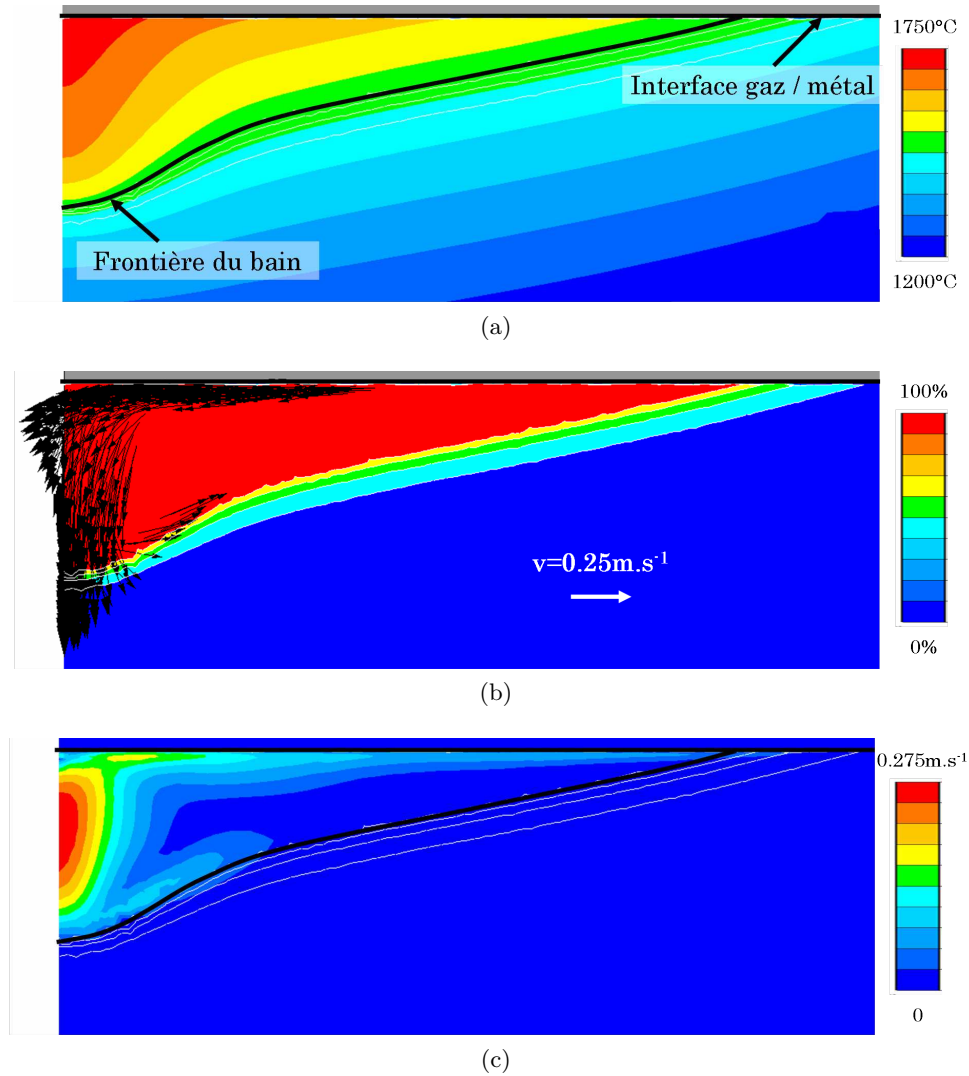 1750°C
Interface gaz / métal
Frontière du bain
1200°C
(a)
100%
v=0.25m.s⁻¹
0%
(b)
0.275m.s⁻¹
0
(c)